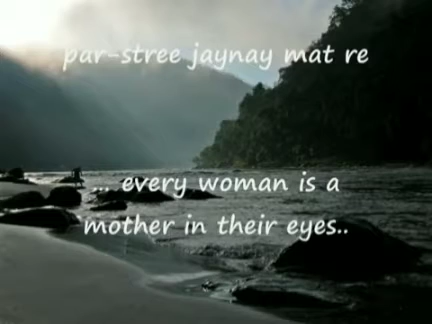 par-stree jaynay mat re
... every woman is a
mother in their eyes..